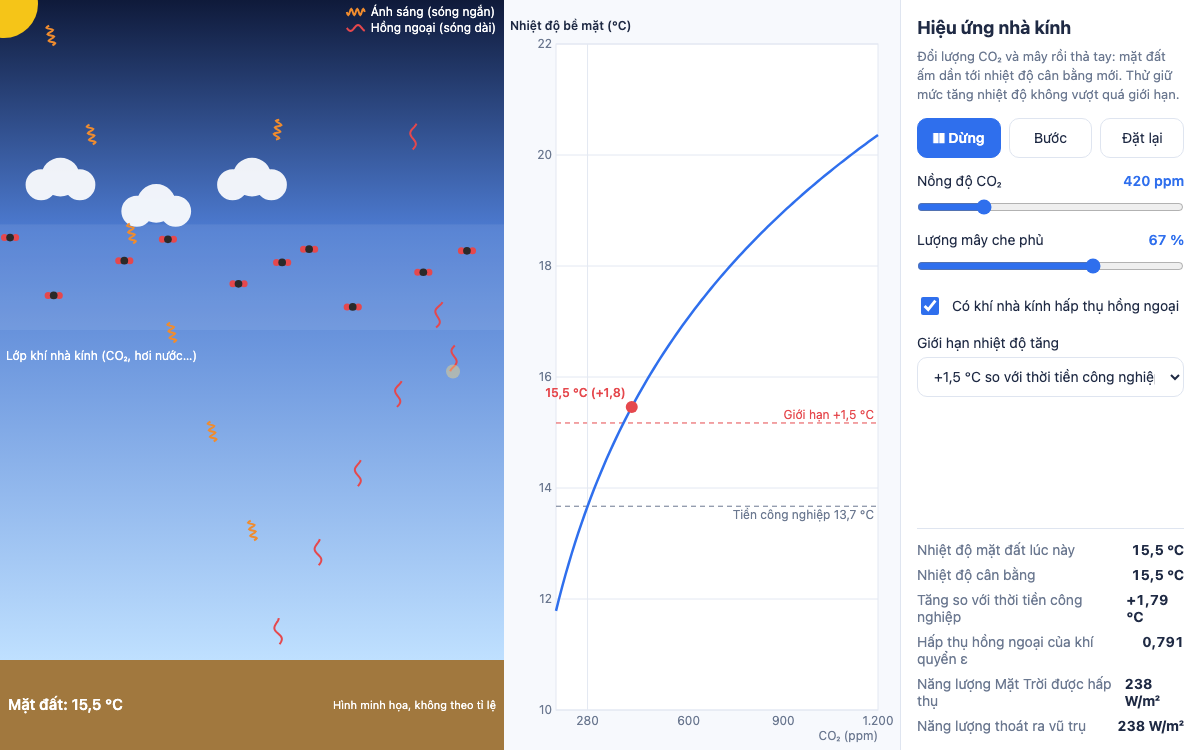 Ánh sáng (sóng ngắn)
Hồng ngoại (sóng dài)
Lớp khí nhà kính (CO₂, hơi nước...)
Mặt đất: 15,5 °C
Hình minh họa, không theo tỉ lệ
Nhiệt độ bề mặt (°C)
22
20
18
16
14
12
10
15,5 °C (+1,8)
Giới hạn +1,5 °C
Tiền công nghiệp 13,7 °C
280
600
900
1.200
CO₂ (ppm)
Hiệu ứng nhà kính
Đổi lượng CO₂ và mây rồi thả tay: mặt đất
ấm dần tới nhiệt độ cân bằng mới. Thử giữ
mức tăng nhiệt độ không vượt quá giới hạn.
Dừng
Bước
Đặt lại
Nồng độ CO₂ 420 ppm
Lượng mây che phủ 67 %
Có khí nhà kính hấp thụ hồng ngoại
Giới hạn nhiệt độ tăng
+1,5 °C so với thời tiền công nghiệ
Nhiệt độ mặt đất lúc này 15,5 °C
Nhiệt độ cân bằng 15,5 °C
Tăng so với thời tiền công
nghiệp
+1,79
°C
Hấp thụ hồng ngoại của khí
quyển ε
0,791
Năng lượng Mặt Trời được hấp
thụ
238
W/m²
Năng lượng thoát ra vũ trụ 238 W/m²